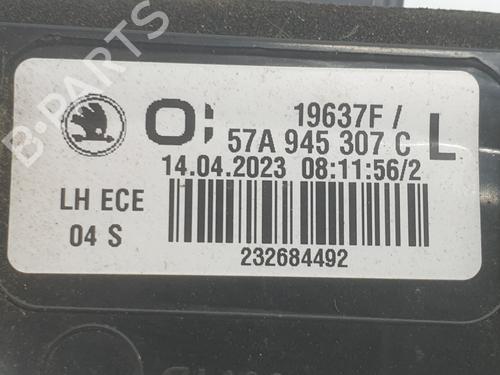 B-PARTS
19637F /
57A 945 307 C
L
14.04.2023 08:11:56/2
LH ECE
04 S
232684492